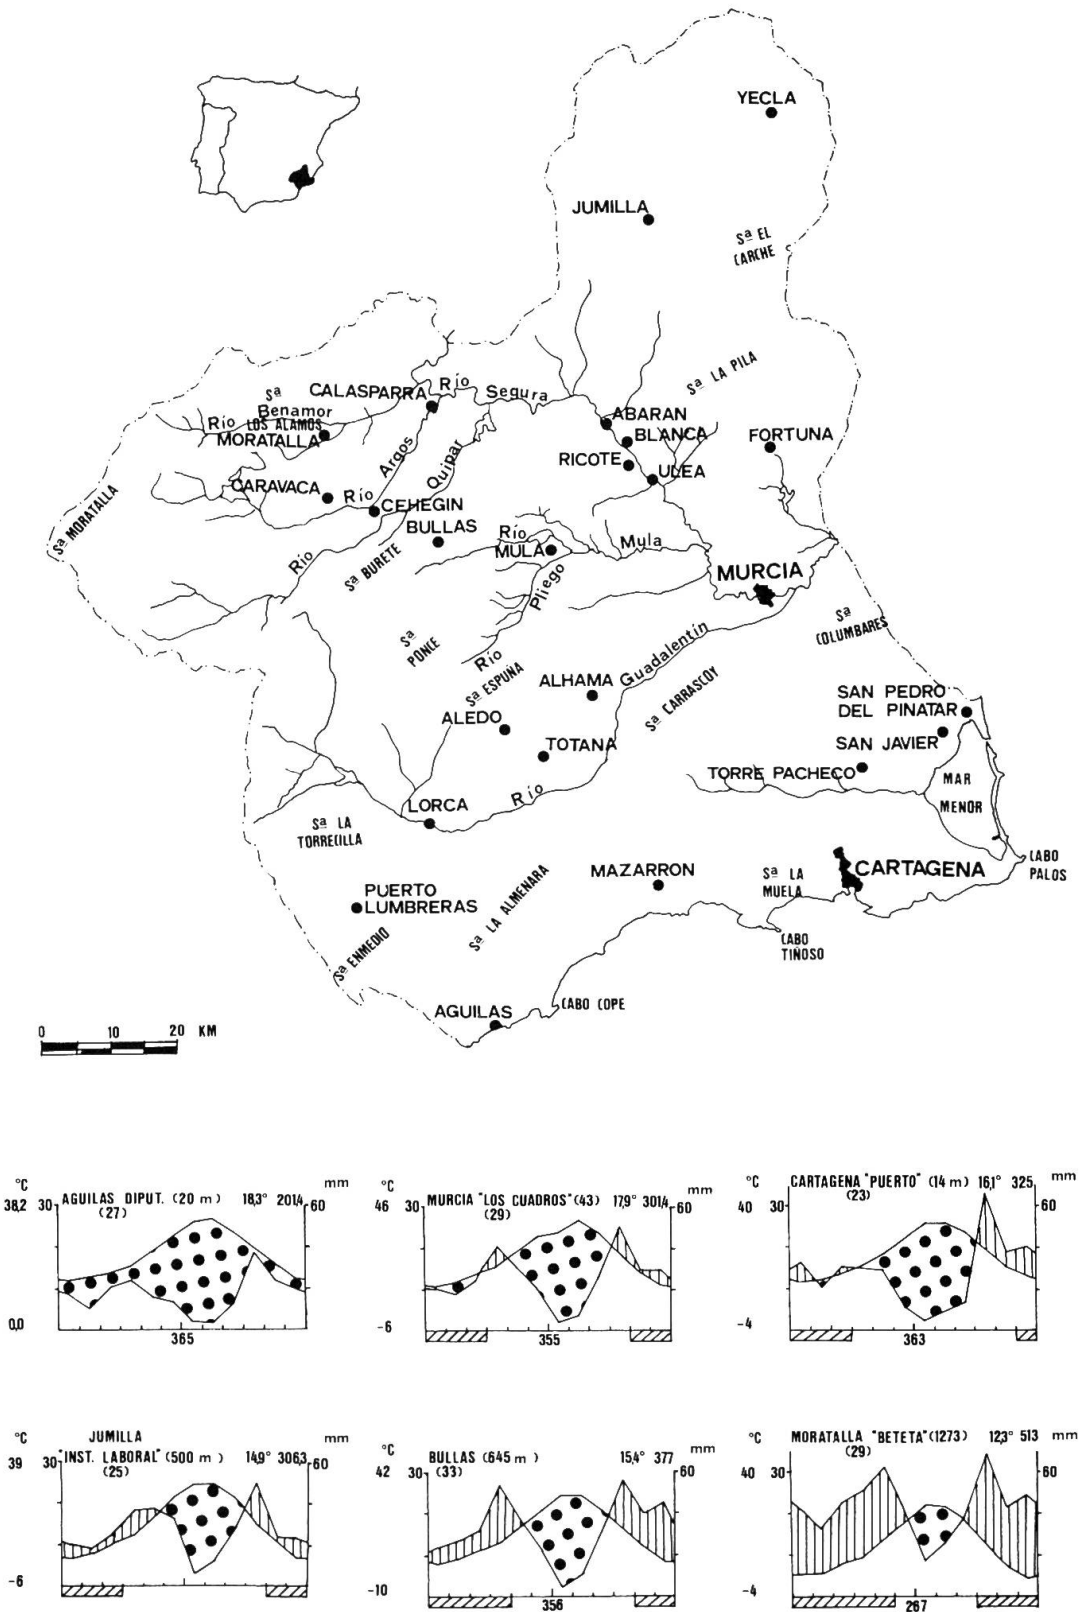 YECLA
JUMILLA
Sª EL
CARCHE
Sª LA PILA
CALASPARRA
Río Segura
Sª
Benamor
Río
LOS ALAMOS
MORATALLA
ABARAN
BLANCA
FORTUNA
RICOTE
ULEA
Argos
Quipar
CARAVACA
Río
CEHEGIN
BULLAS
Sª MORATALLA
Río
MULA
Mula
Río
Sª BURETE
Pliego
MURCIA
Sª
PONCE
Río
Sª
COLUMBARES
Sª ESPUÑA
ALHAMA
Guadalentín
Sª CARRASCOY
SAN PEDRO
DEL PINATAR
ALEDO
TOTANA
SAN JAVIER
TORRE PACHECO
MAR
MENOR
Río
LORCA
Sª LA
TORRECILLA
MAZARRON
Sª LA
MUELA
CARTAGENA
CABO
PALOS
PUERTO
LUMBRERAS
Sª LA ALMENARA
Sª ENMEDIO
CABO
TIÑOSO
CABO COPE
AGUILAS
0 10 20 KM
°C mm
38,2 30 AGUILAS DIPUT. (20 m) 18,3° 201,4 60
(27)
0,0
365
°C mm
46 30 MURCIA "LOS CUADROS" (43) 17,9° 301,4 60
(29)
-6
355
°C mm
40 30 CARTAGENA "PUERTO" (14 m) 16,1° 325 60
(23)
-4
363
°C JUMILLA mm
39 30 "INST. LABORAL" (500 m) 14,9° 306,3 60
(25)
-6
°C mm
42 30 BULLAS (645 m) 15,4° 377 60
(33)
-10
356
°C mm
40 30 MORATALLA "BETETA" (1273) 12,3° 513 60
(29)
-4
267